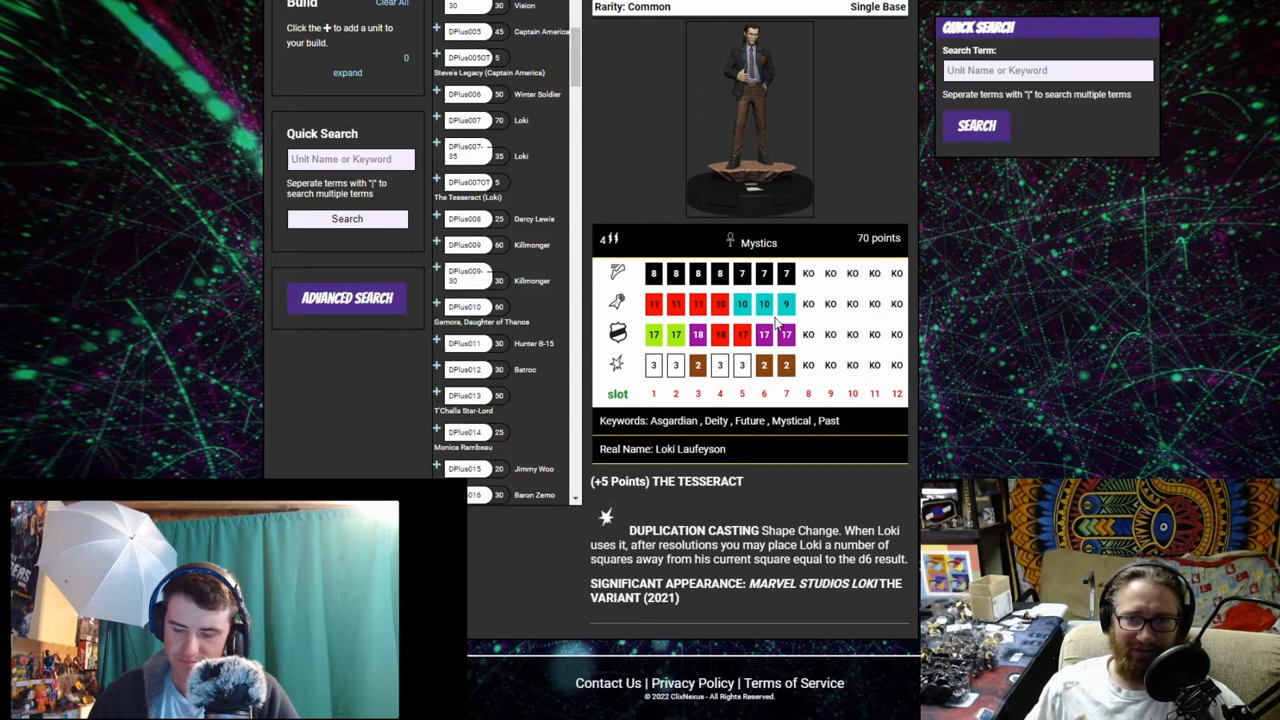 Build
Clear All
Click the + to add a unit to
your build.
0
expand
Quick Search
Unit Name or Keyword
Seperate terms with "|" to
search multiple terms
Search
ADVANCED SEARCH
30 30 Vision
DPlus005 45 Captain America
DPlus005OT 5
Steve's Legacy (Captain America)
DPlus006 50 Winter Soldier
DPlus007 70 Loki
DPlus007-
35 35 Loki
DPlus007OT 5
The Tesseract (Loki)
DPlus008 25 Darcy Lewis
DPlus009 60 Killmonger
DPlus009-
30 30 Killmonger
DPlus010 60
Gamora, Daughter of Thanos
DPlus011 30 Hunter B-15
DPlus012 30 Batroc
DPlus013 50
T'Challa Star-Lord
DPlus014 25
Monica Rambeau
DPlus015 20 Jimmy Woo
016 30 Baron Zemo
Rarity: Common Single Base
4 Mystics 70 points
8 8 8 8 7 7 7 KO KO KO KO KO
11 11 11 10 10 10 9 KO KO KO KO KO
17 17 18 18 17 17 17 KO KO KO KO KO
3 3 2 3 3 2 2 KO KO KO KO KO
slot 1 2 3 4 5 6 7 8 9 10 11 12
Keywords: Asgardian , Deity , Future , Mystical , Past
Real Name: Loki Laufeyson
(+5 Points) THE TESSERACT
DUPLICATION CASTING Shape Change. When Loki
uses it, after resolutions you may place Loki a number of
squares away from his current square equal to the d6 result.
SIGNIFICANT APPEARANCE: MARVEL STUDIOS LOKI THE
VARIANT (2021)
Contact Us | Privacy Policy | Terms of Service
© 2022 ClixNexus - All Rights Reserved.
QUICK SEARCH
Search Term:
Unit Name or Keyword
Seperate terms with "|" to search multiple terms
SEARCH